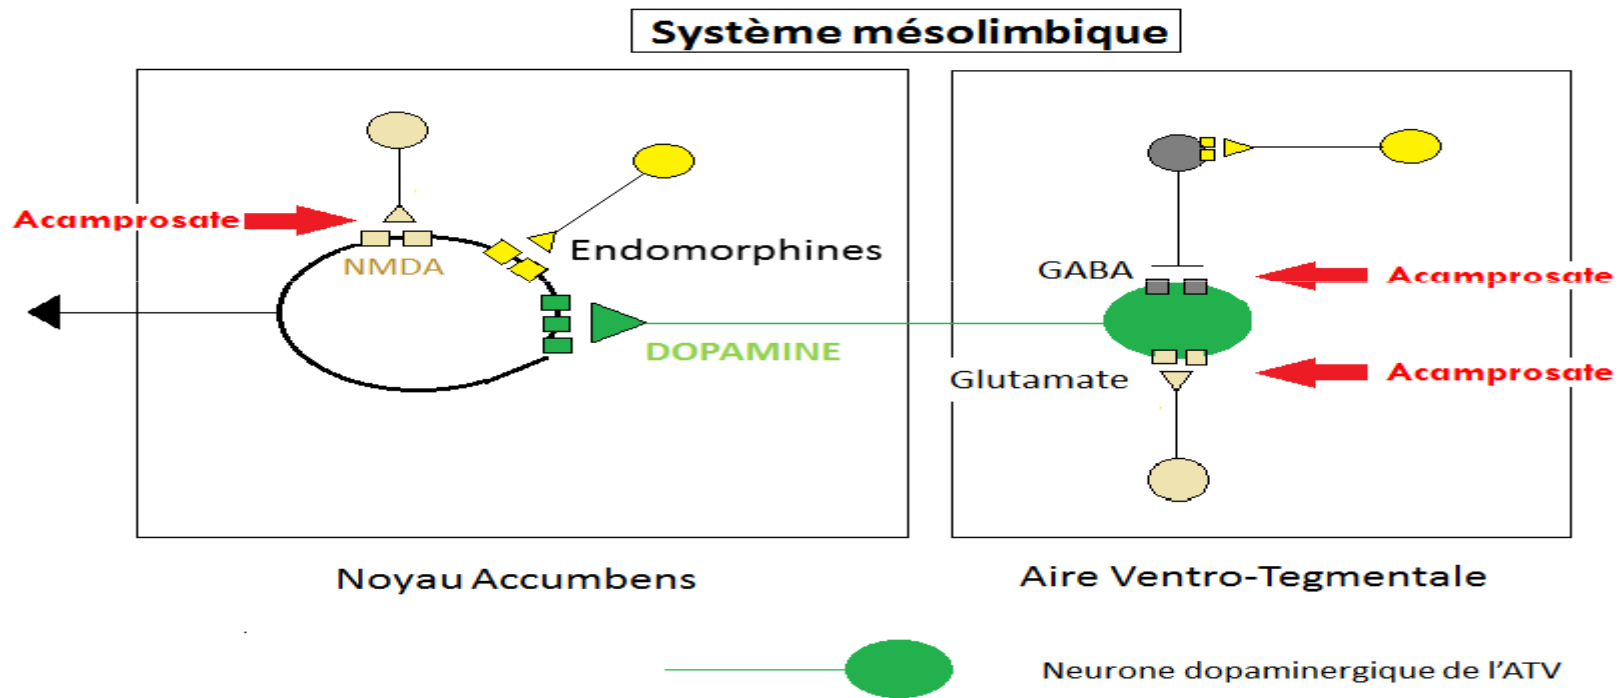 Système mésolimbique
Acamprosate
NMDA
Endomorphines
DOPAMINE
GABA
Acamprosate
Glutamate
Acamprosate
Noyau Accumbens
Aire Ventro-Tegmentale
Neurone dopaminergique de l'ATV